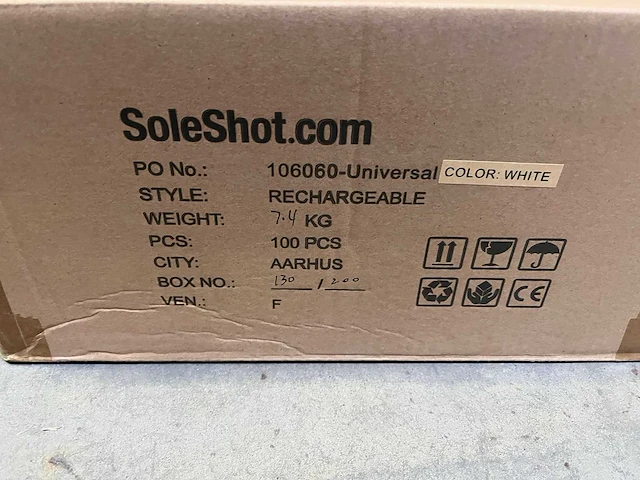 SoleShot.com
PO No.: 106060-Universal COLOR: WHITE
STYLE: RECHARGEABLE
WEIGHT: 7.4 KG
PCS: 100 PCS
CITY: AARHUS
BOX NO.: 130 / 200
VEN.: F
CE